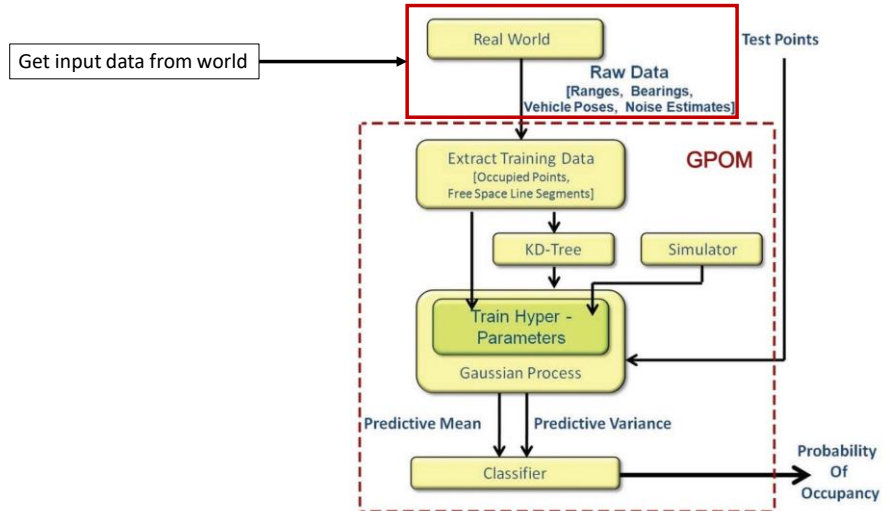 Real World
Test Points
Get input data from world
Raw Data
[Ranges, Bearings,
Vehicle Poses, Noise Estimates]
Extract Training Data
[Occupied Points,
Free Space Line Segments]
GPOM
KD-Tree
Simulator
Train Hyper -
Parameters
Gaussian Process
Predictive Mean
Predictive Variance
Classifier
Probability
Of
Occupancy